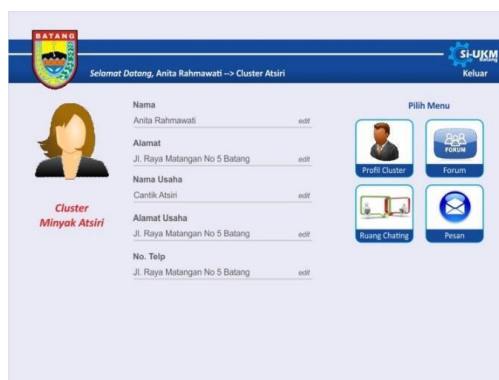 BATANG
Si-UKM
Batang
Selamat Datang, Anita Rahmawati --> Cluster Atsiri
Keluar
Nama
Anita Rahmawati edit
Alamat
Jl. Raya Matangan No 5 Batang edit
Nama Usaha
Cantik Atsiri edit
Alamat Usaha
Jl. Raya Matangan No 5 Batang edit
No. Telp
Jl. Raya Matangan No 5 Batang edit
Cluster
Minyak Atsiri
Pilih Menu
Profil Cluster
FORUM
Forum
Ruang Chating
Pesan